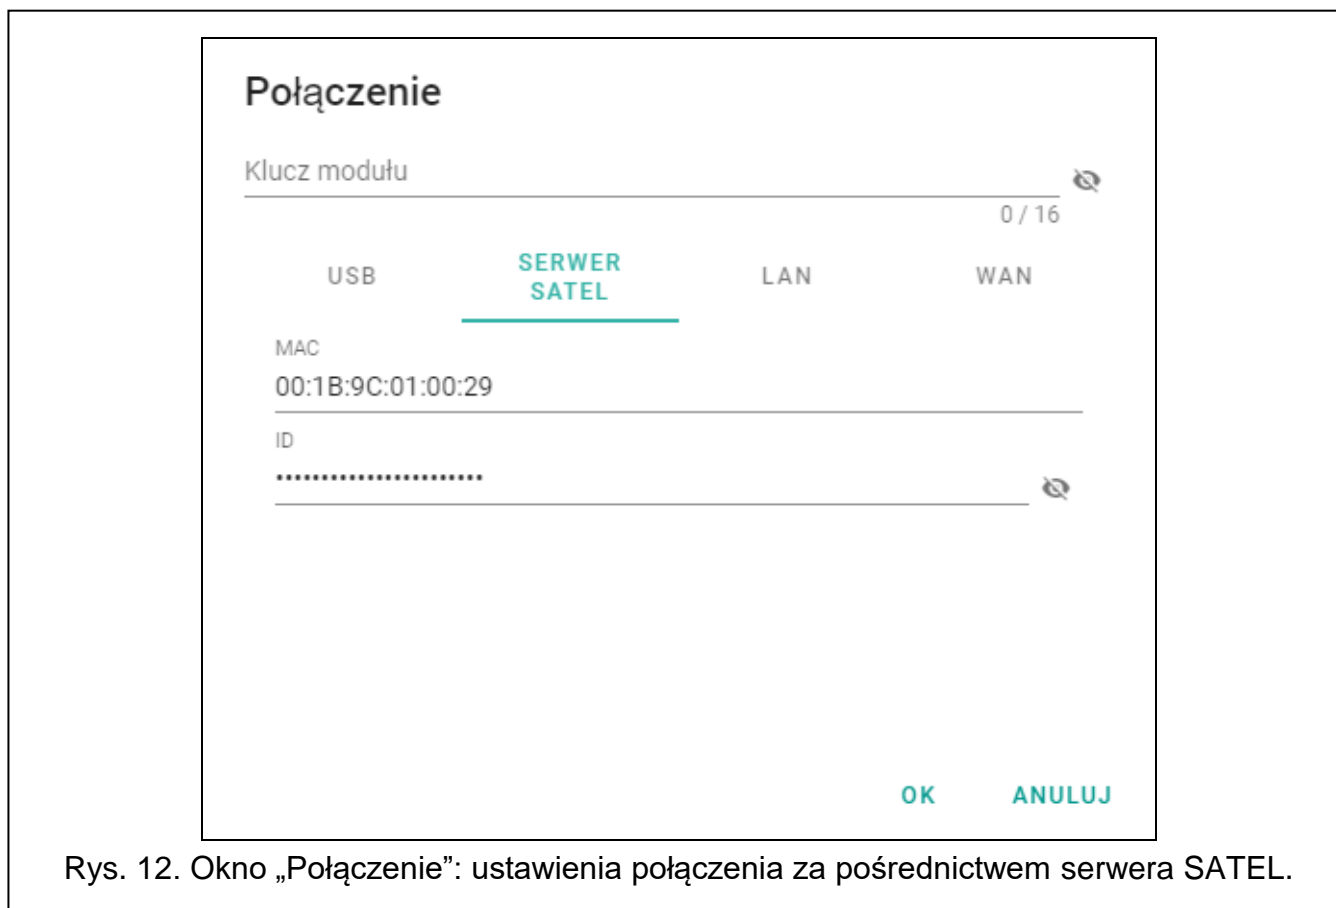 Połączenie
Klucz modułu
0 / 16
USB
SERWER
SATEL
LAN
WAN
MAC
00:1B:9C:01:00:29
ID
•••••••••••••••••••••••
OK
ANULUJ
Rys. 12. Okno „Połączenie”: ustawienia połączenia za pośrednictwem serwera SATEL.